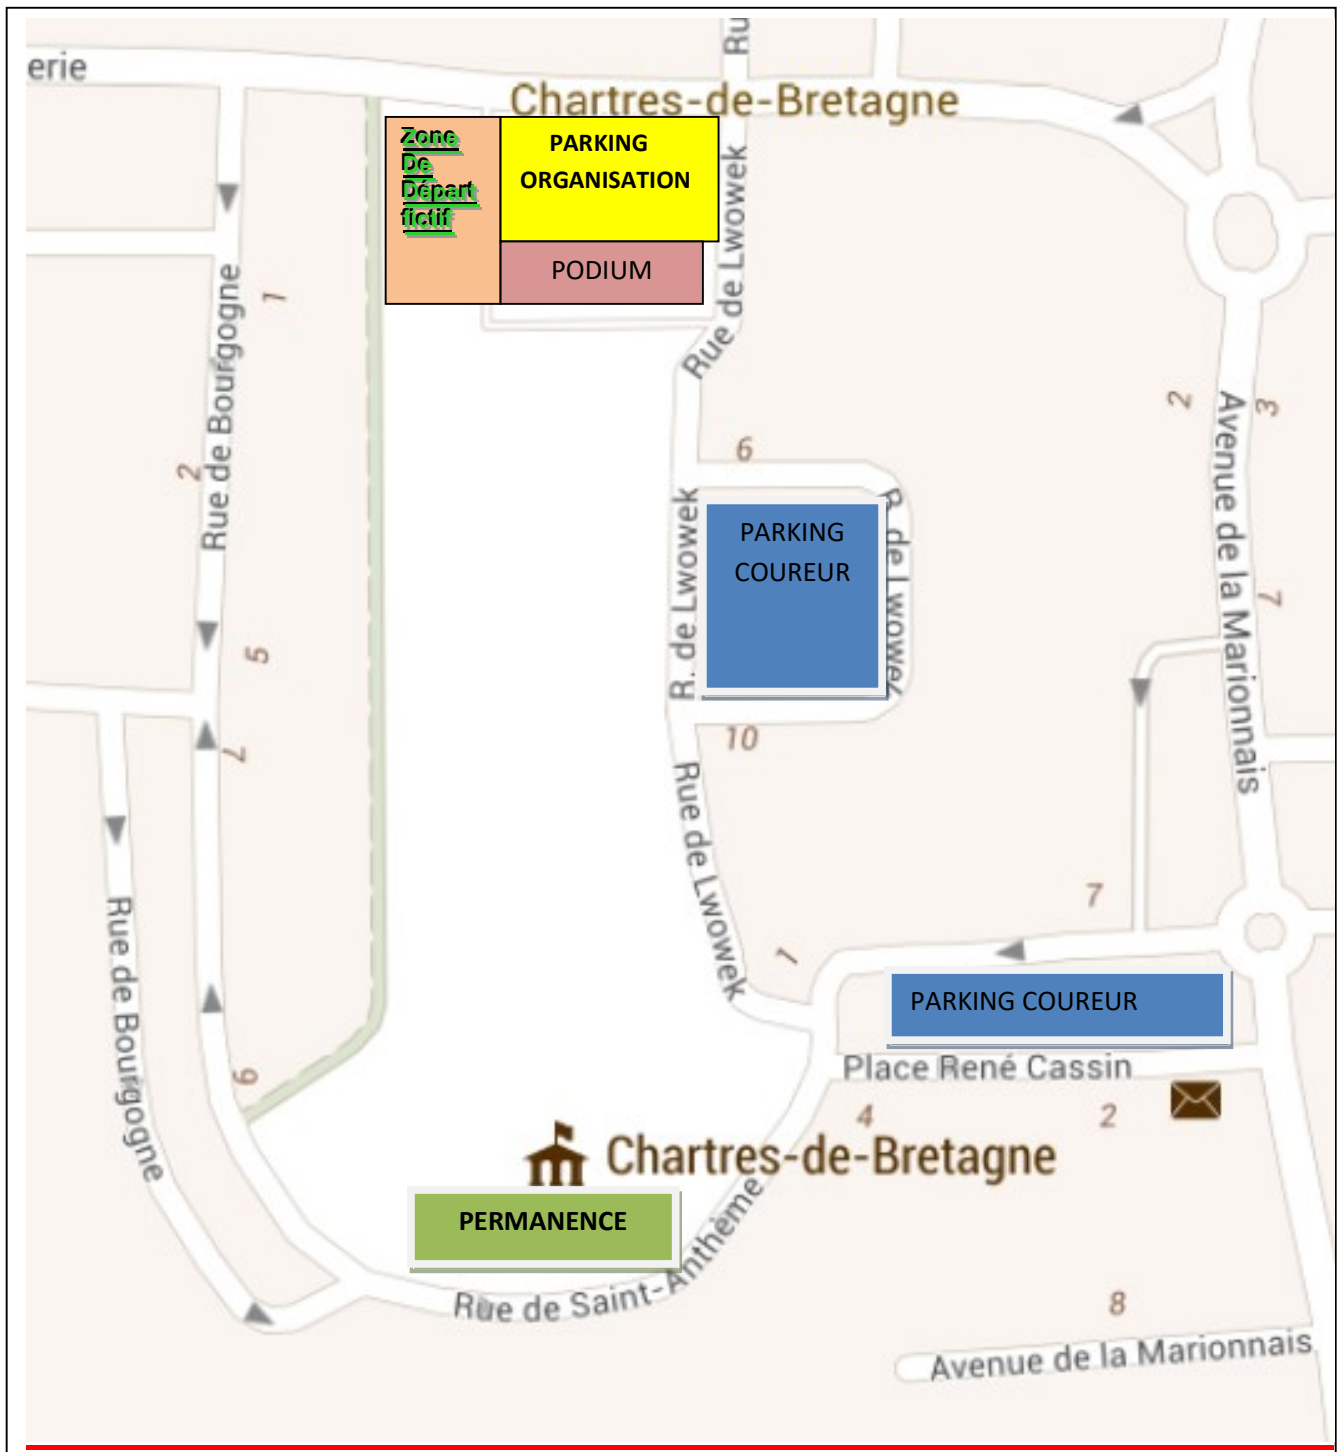 Ru
erie
Chartres-de-Bretagne
Zone
De
Départ
fictif
PARKING
ORGANISATION
PODIUM
Rue de Lwowek
Rue de Bourgogne
1
2
5
7
6
2
3
Avenue de la Marionnais
7
6
R. de Lwowek
R. de Lwowek
PARKING
COUREUR
10
Rue de Lwowek
7
1
PARKING COUREUR
Place René Cassin
4
2
Rue de Bourgogne
Chartres-de-Bretagne
PERMANENCE
Rue de Saint-Anthème
8
Avenue de la Marionnais